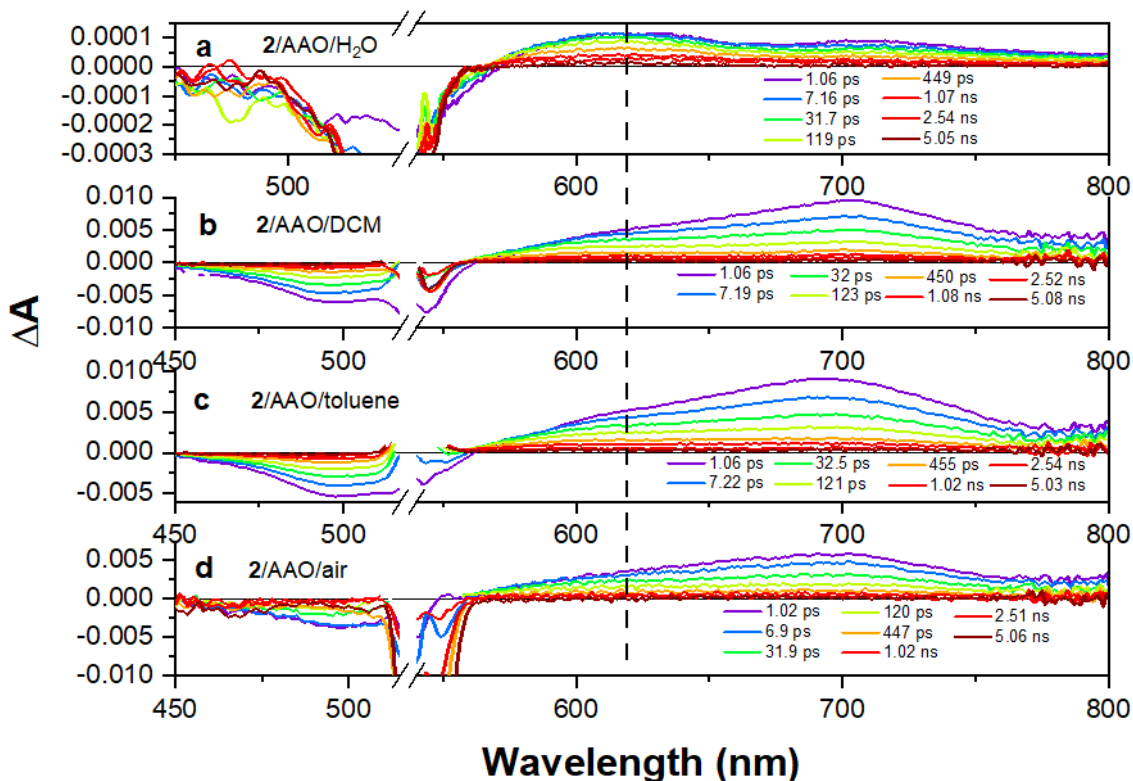 a 2/AAO/H₂O
0.0001
0.0000
-0.0001
-0.0002
-0.0003
1.06 ps 449 ps
7.16 ps 1.07 ns
31.7 ps 2.54 ns
119 ps 5.05 ns
500 600 700 800
b 2/AAO/DCM
0.010
0.005
0.000
-0.005
-0.010
1.06 ps 32 ps 450 ps 2.52 ns
7.19 ps 123 ps 1.08 ns 5.08 ns
450 500 600 700 800
c 2/AAO/toluene
0.010
0.005
0.000
-0.005
1.06 ps 32.5 ps 455 ps 2.54 ns
7.22 ps 121 ps 1.02 ns 5.03 ns
450 500 600 700 800
d 2/AAO/air
0.005
0.000
-0.005
-0.010
1.02 ps 120 ps 2.51 ns
6.9 ps 447 ps 5.06 ns
31.9 ps 1.02 ns
450 500 600 700 800
ΔA
Wavelength (nm)